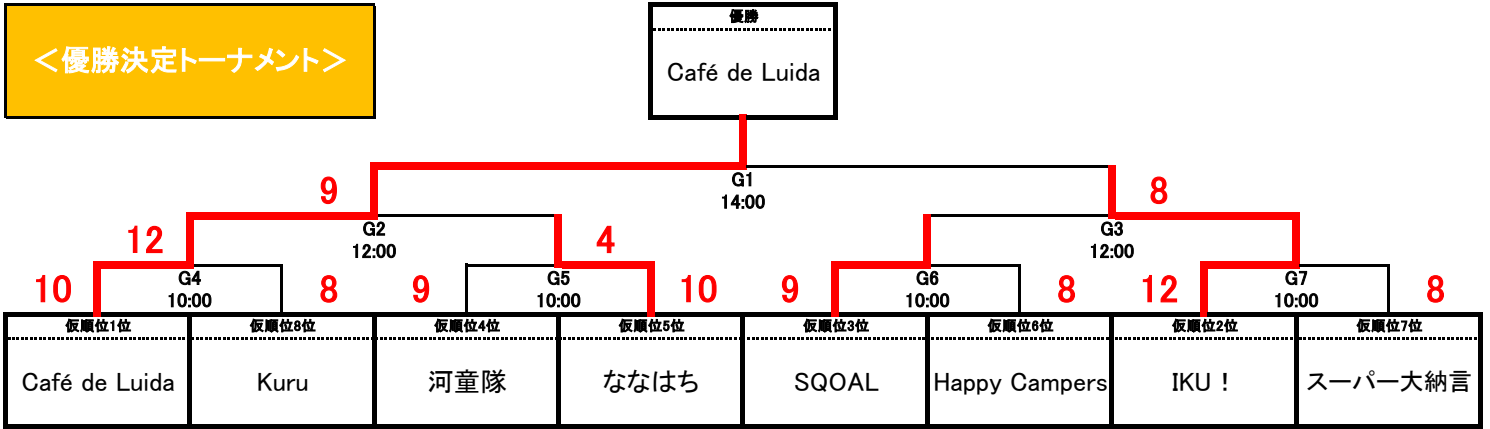 ＜優勝決定トーナメント＞
優勝
Café de Luida
G1
14:00
9
8
G2
12:00
G3
12:00
12
4
G4
10:00
G5
10:00
G6
10:00
G7
10:00
10
8
9
10
9
8
12
8
仮順位1位
仮順位8位
仮順位4位
仮順位5位
仮順位3位
仮順位6位
仮順位2位
仮順位7位
Café de Luida
Kuru
河童隊
ななはち
SQOAL
Happy Campers
IKU！
スーパー大納言